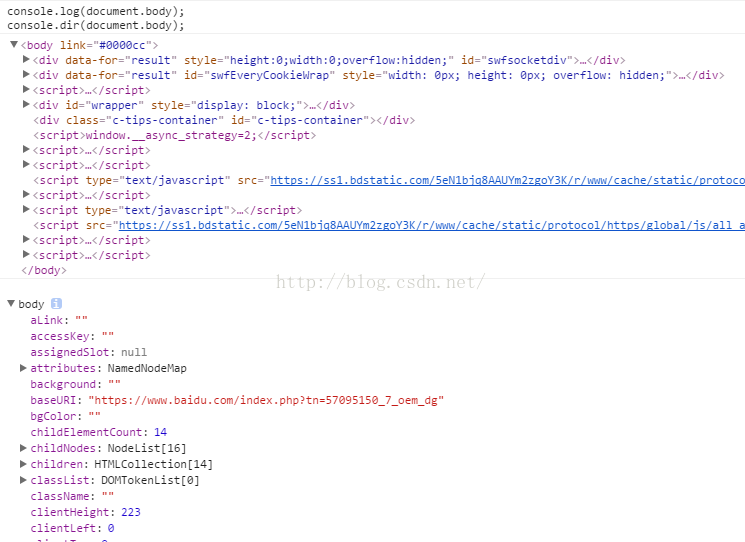 console.log(document.body);
console.dir(document.body);
▼<body link="#0000cc">
▶<div data-for="result" style="height:0;width:0;overflow:hidden;" id="swfsocketdiv">…</div>
▶<div data-for="result" id="swfEveryCookieWrap" style="width: 0px; height: 0px; overflow: hidden;">…</div>
▶<script>…</script>
▶<div id="wrapper" style="display: block;">…</div>
<div class="c-tips-container" id="c-tips-container"></div>
<script>window.__async_strategy=2;</script>
▶<script>…</script>
▶<script>…</script>
<script type="text/javascript" src="https://ss1.bdstatic.com/5eN1bjq8AAUYm2zgoY3K/r/www/cache/static/protoco
▶<script>…</script>
▶<script type="text/javascript">…</script>
<script src="https://ss1.bdstatic.com/5eN1bjq8AAUYm2zgoY3K/r/www/cache/static/protocol/https/global/js/all_a
▶<script>…</script>
▶<script>…</script>
</body>
http://blog.csdn.net/
▼body i
aLink: ""
accessKey: ""
assignedSlot: null
▶attributes: NamedNodeMap
background: ""
baseURI: "https://www.baidu.com/index.php?tn=57095150_7_oem_dg"
bgColor: ""
childElementCount: 14
▶childNodes: NodeList[16]
▶children: HTMLCollection[14]
▶classList: DOMTokenList[0]
className: ""
clientHeight: 223
clientLeft: 0